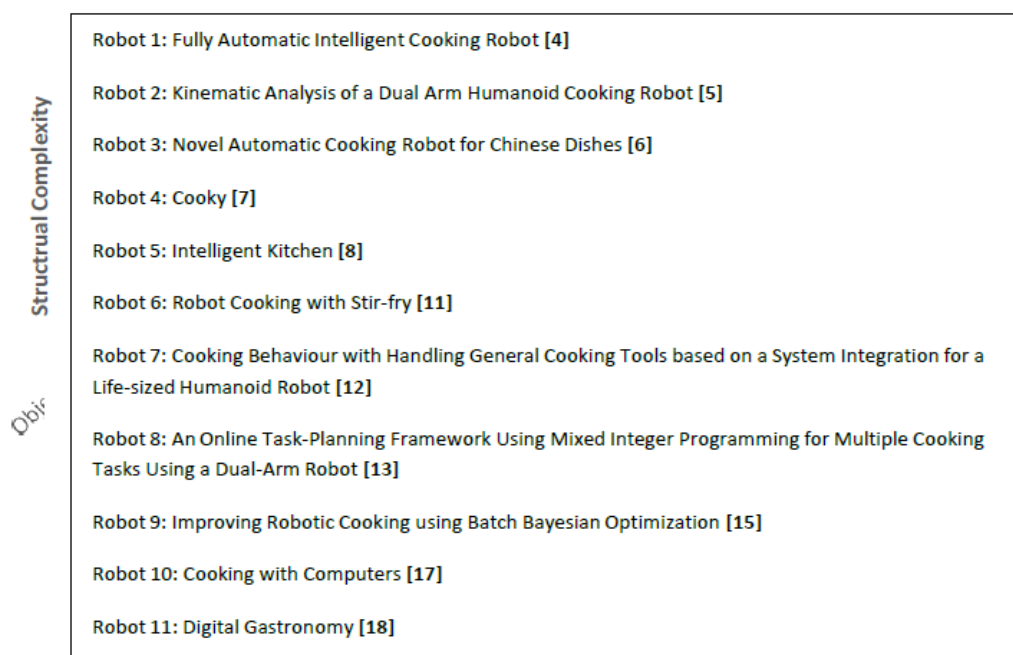 Structrual Complexity
Robot 1: Fully Automatic Intelligent Cooking Robot [4]
Robot 2: Kinematic Analysis of a Dual Arm Humanoid Cooking Robot [5]
Robot 3: Novel Automatic Cooking Robot for Chinese Dishes [6]
Robot 4: Cooky [7]
Robot 5: Intelligent Kitchen [8]
Robot 6: Robot Cooking with Stir-fry [11]
Robot 7: Cooking Behaviour with Handling General Cooking Tools based on a System Integration for a
Life-sized Humanoid Robot [12]
Robot 8: An Online Task-Planning Framework Using Mixed Integer Programming for Multiple Cooking
Tasks Using a Dual-Arm Robot [13]
Robot 9: Improving Robotic Cooking using Batch Bayesian Optimization [15]
Robot 10: Cooking with Computers [17]
Robot 11: Digital Gastronomy [18]